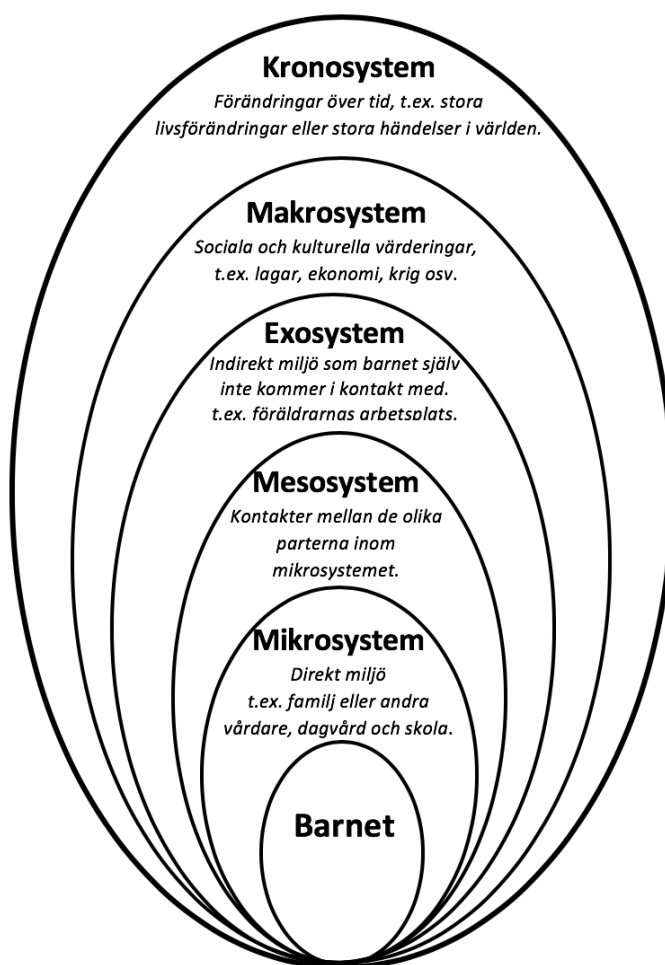 Kronosystem
Förändringar över tid, t.ex. stora
livsförändringar eller stora händelser i världen.
Makrosystem
Sociala och kulturella värderingar,
t.ex. lagar, ekonomi, krig osv.
Exosystem
Indirekt miljö som barnet själv
inte kommer i kontakt med.
t.ex. föräldrarnas arbetsplats.
Mesosystem
Kontakter mellan de olika
parterna inom
mikrosystemet.
Mikrosystem
Direkt miljö
t.ex. familj eller andra
vårdare, dagvård och skola.
Barnet